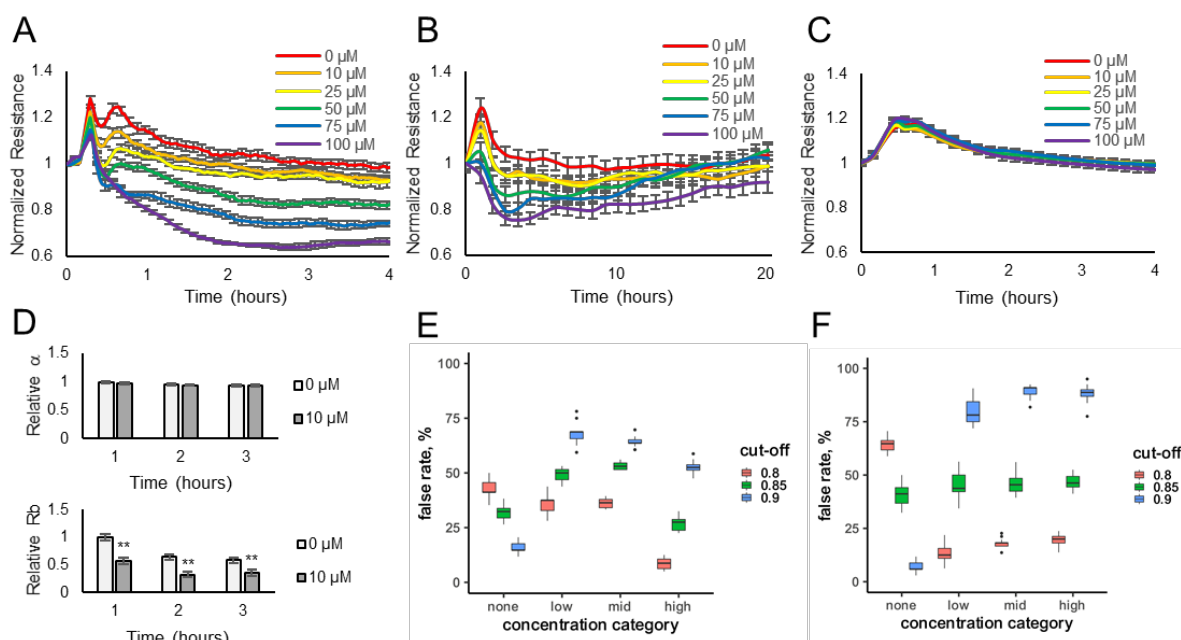 A
0 µM
10 µM
25 µM
50 µM
75 µM
100 µM
Normalized Resistance
1.4
1.2
1
0.8
0.6
0
1
2
3
4
Time (hours)
B
0 µM
10 µM
25 µM
50 µM
75 µM
100 µM
Normalized Resistance
1.4
1.2
1
0.8
0.6
0
10
20
Time (hours)
C
0 µM
10 µM
25 µM
50 µM
75 µM
100 µM
Normalized Resistance
1.4
1.2
1
0.8
0.6
0
1
2
3
4
Time (hours)
D
Relative α
1.5
1
0.5
0
1
2
3
Time (hours)
0 µM
10 µM
Relative Rb
1.5
1
0.5
0
**
**
**
1
2
3
Time (hours)
0 µM
10 µM
E
false rate, %
100
75
50
25
0
none
low
mid
high
concentration category
cut-off
0.8
0.85
0.9
F
false rate, %
100
75
50
25
0
none
low
mid
high
concentration category
cut-off
0.8
0.85
0.9